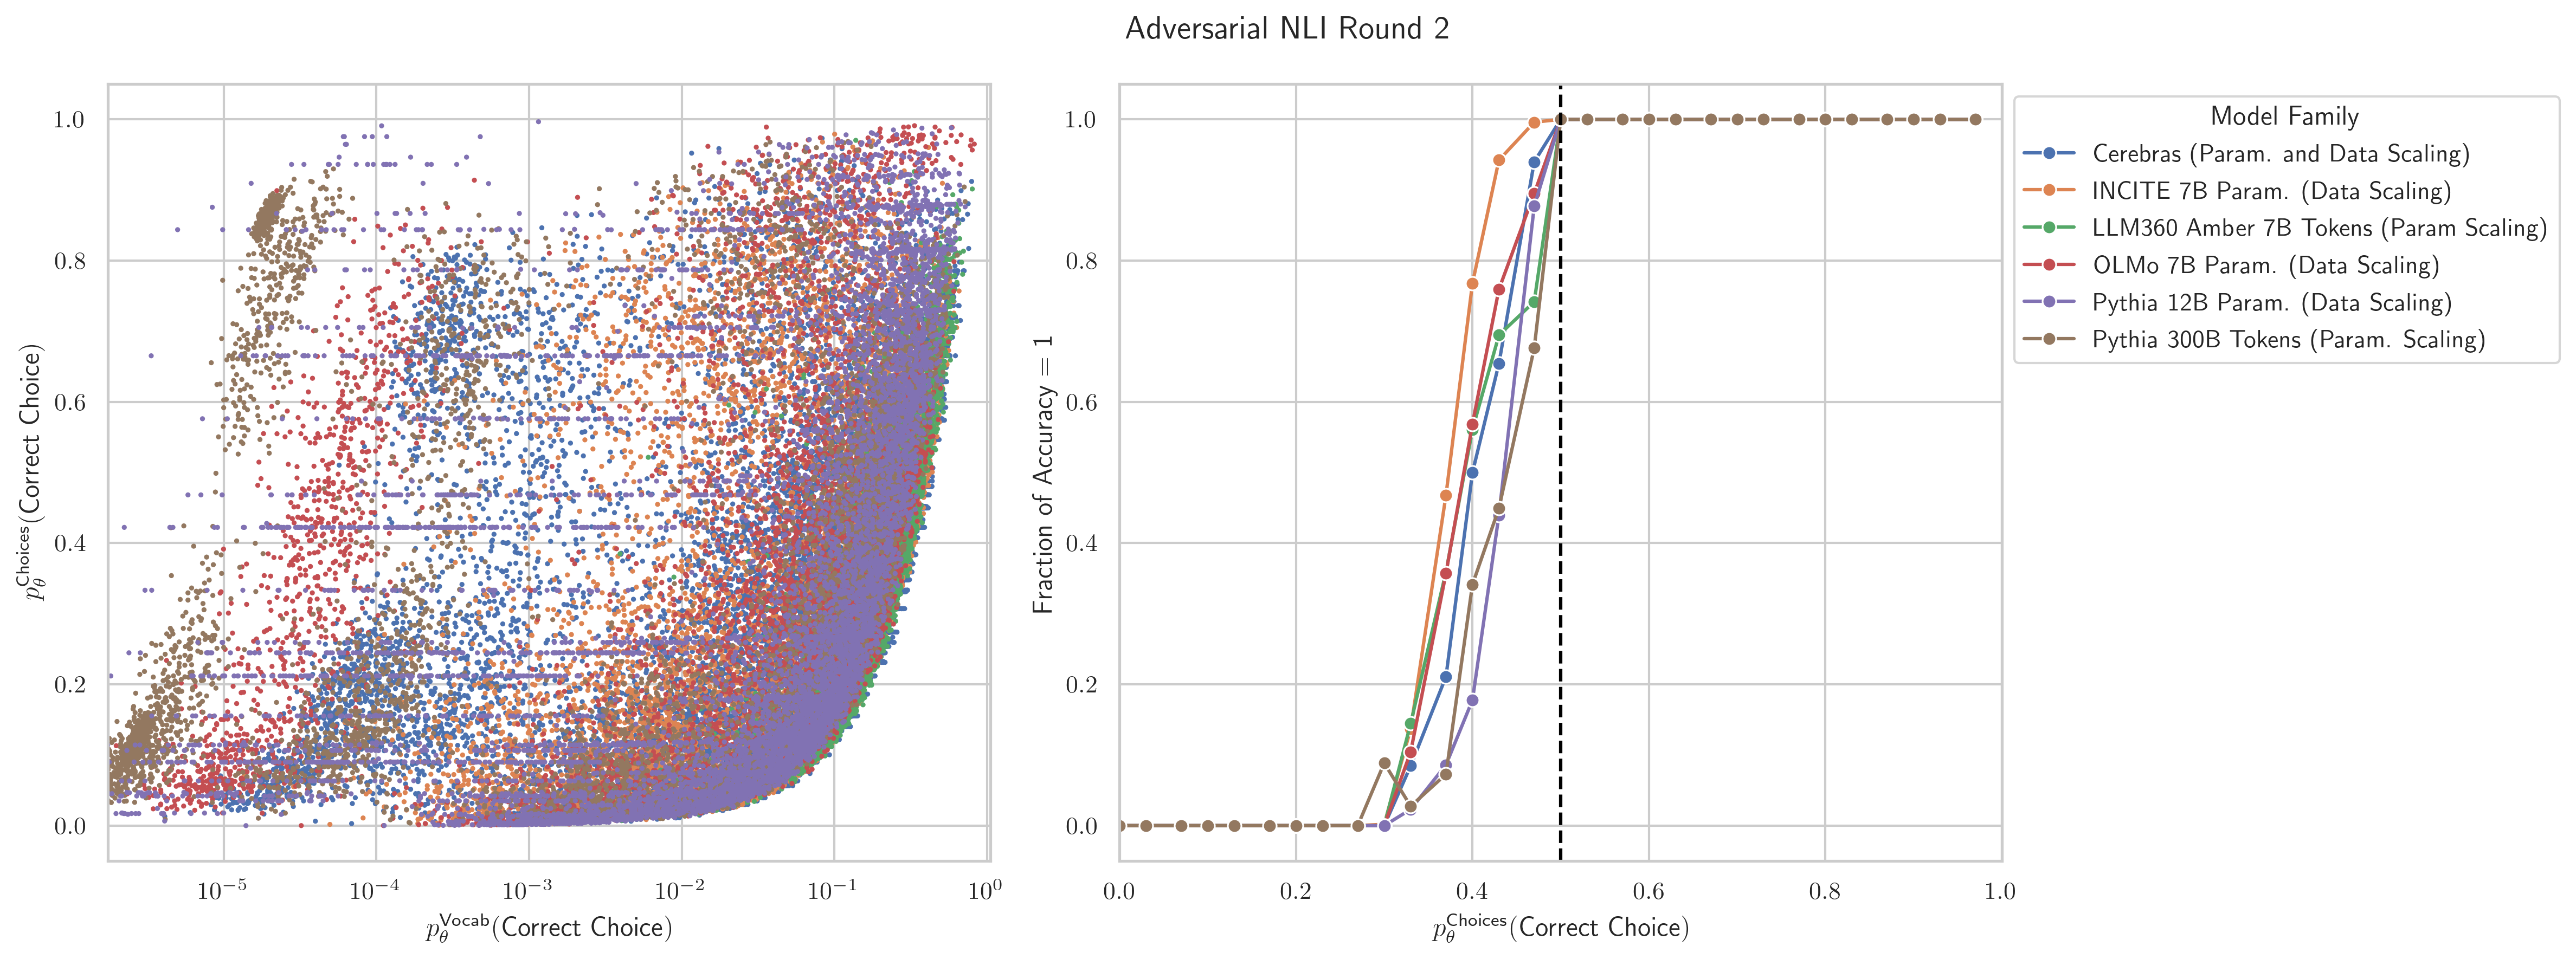 Adversarial NLI Round 2
1.0
0.8
0.6
0.4
0.2
0.0
p_θ^Choices(Correct Choice)
10^−5
10^−4
10^−3
10^−2
10^−1
10^0
p_θ^Vocab(Correct Choice)
1.0
0.8
0.6
0.4
0.2
0.0
Fraction of Accuracy = 1
0.0
0.2
0.4
0.6
0.8
1.0
p_θ^Choices(Correct Choice)
Model Family
Cerebras (Param. and Data Scaling)
INCITE 7B Param. (Data Scaling)
LLM360 Amber 7B Tokens (Param Scaling)
OLMo 7B Param. (Data Scaling)
Pythia 12B Param. (Data Scaling)
Pythia 300B Tokens (Param. Scaling)